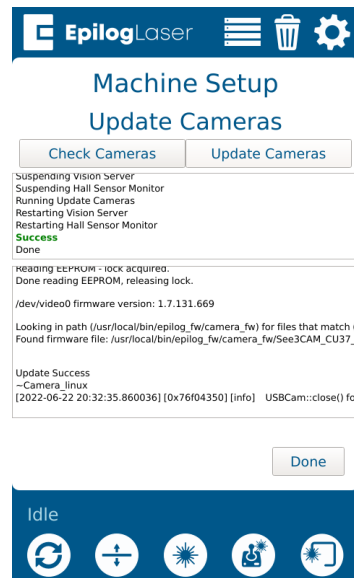 EpilogLaser
Machine Setup
Update Cameras
Check Cameras
Update Cameras
Suspending Vision Server
Suspending Hall Sensor Monitor
Running Update Cameras
Restarting Vision Server
Restarting Hall Sensor Monitor
Success
Done
Reading EEPROM - lock acquired.
Done reading EEPROM, releasing lock.
/dev/video0 firmware version: 1.7.131.669
Looking in path (/usr/local/bin/epilog_fw/camera_fw) for files that match (
Found firmware file: /usr/local/bin/epilog_fw/camera_fw/See3CAM_CU37_
Update Success
~Camera_linux
[2022-06-22 20:32:35.860036] [0x76f04350] [info] USBCam::close() fo
Done
Idle